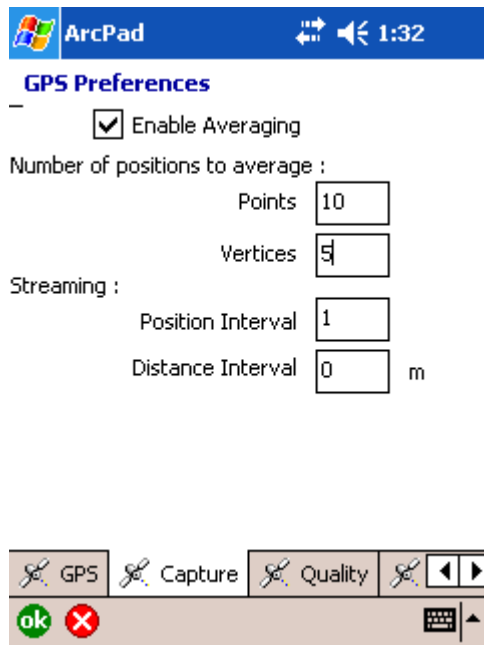 ArcPad 1:32
GPS Preferences
Enable Averaging
Number of positions to average :
Points 10
Vertices 5
Streaming :
Position Interval 1
Distance Interval 0 m
GPS Capture Quality
ok